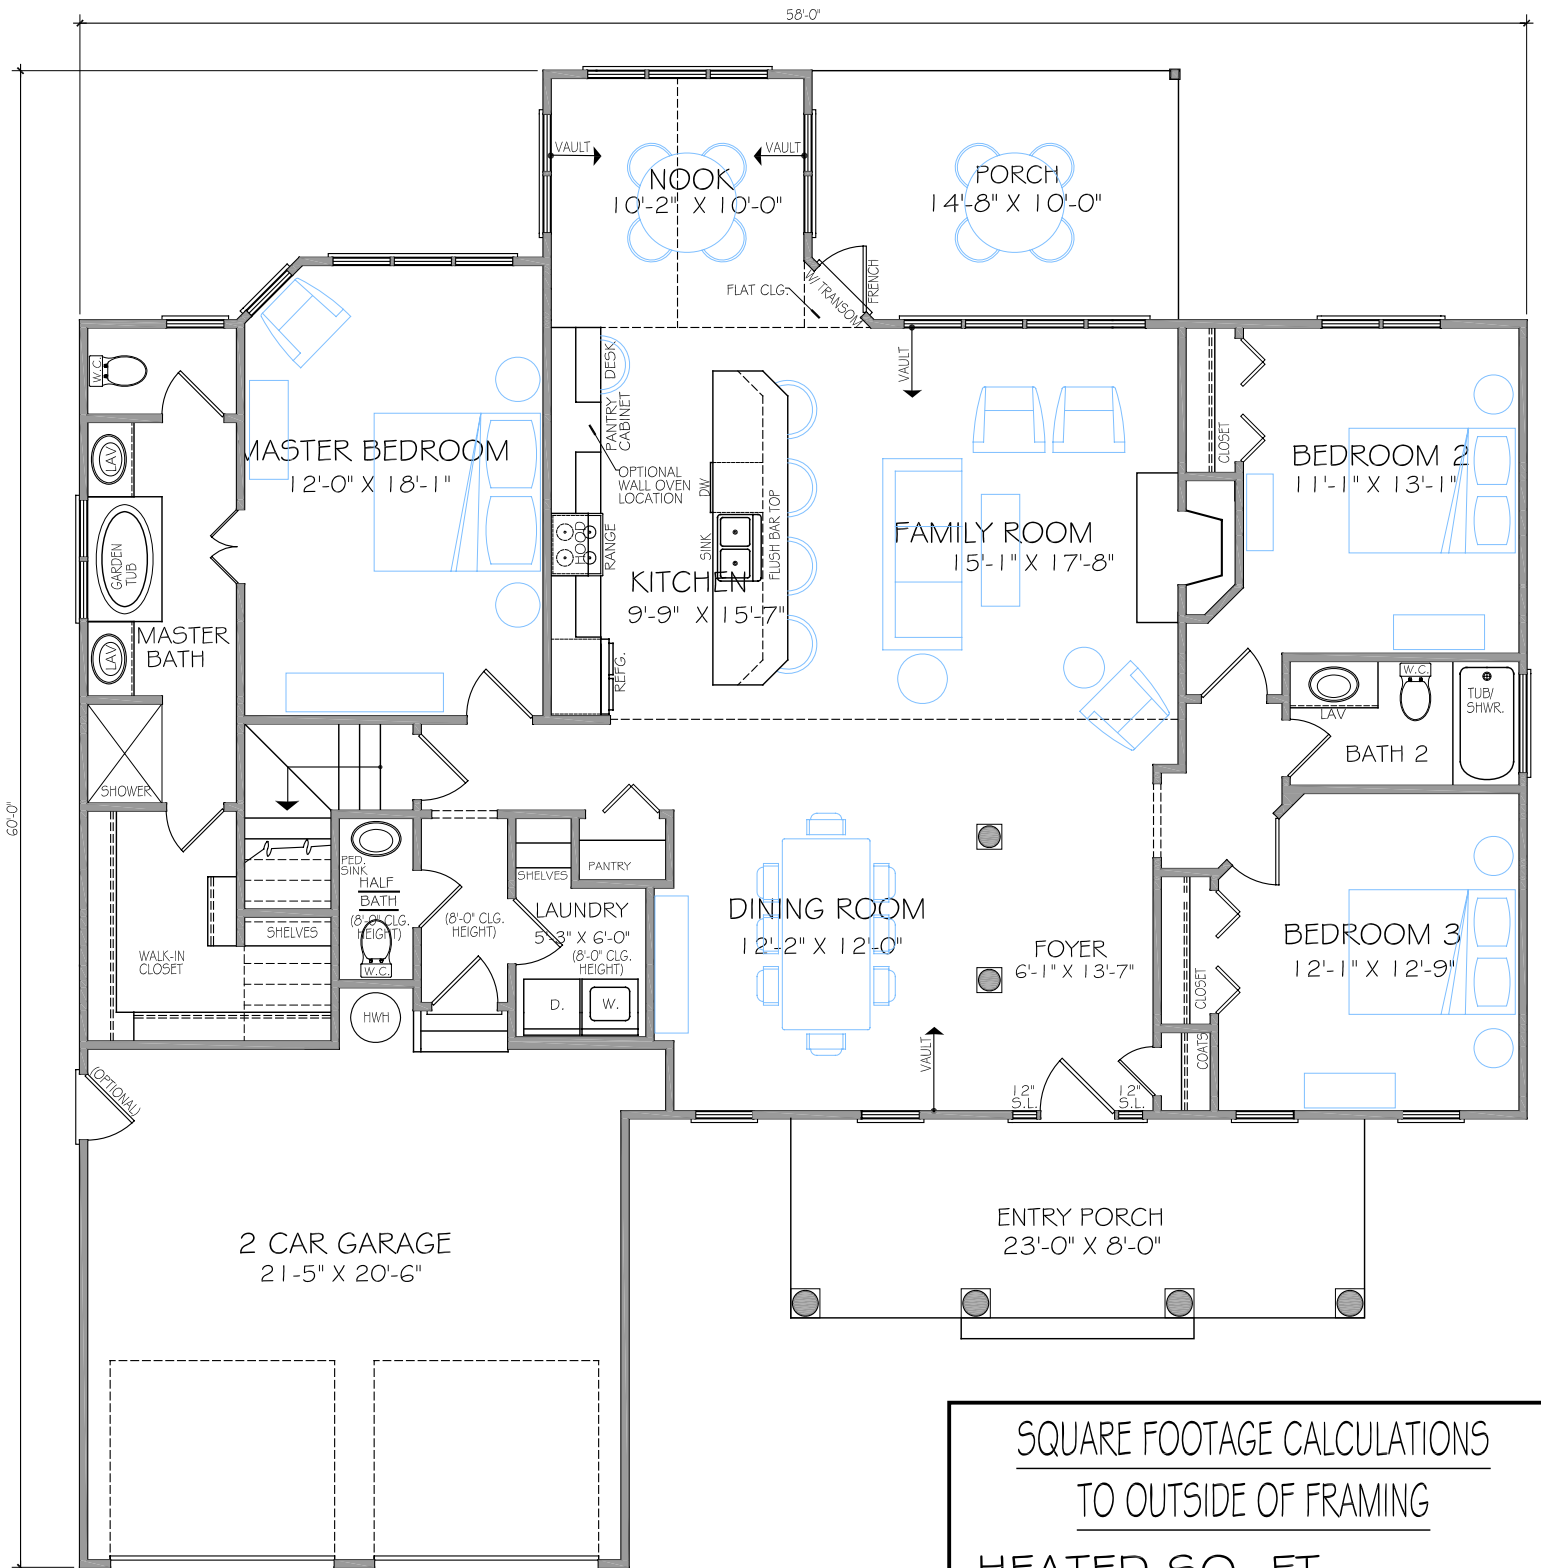 58'-0"
60'-0"
VAULT
VAULT
NOOK
10'-2" X 10'-0"
PORCH
14'-8" X 10'-0"
FLAT CLG.
W/ TRANSOM
FRENCH
W.C.
DESK
VAULT
PANTRY
CABINET
MASTER BEDROOM
12'-0" X 18'-1"
LAV
OPTIONAL
WALL OVEN
LOCATION
DW
CLOSET
BEDROOM 2
11'-1" X 13'-1"
GARDEN
TUB
HOOD
RANGE
SINK
FLUSH BAR TOP
FAMILY ROOM
15'-1" X 17'-8"
KITCHEN
9'-9" X 15'-7"
MASTER
BATH
LAV
REFG.
LAV
W.C.
TUB/
SHWR.
BATH 2
SHOWER
PED.
SINK
HALF
BATH
(8'-0" CLG.
HEIGHT)
W.C.
(8'-0" CLG.
HEIGHT)
SHELVES
PANTRY
LAUNDRY
5'-3" X 6'-0"
(8'-0" CLG.
HEIGHT)
D.
W.
DINING ROOM
12'-2" X 12'-0"
FOYER
6'-1" X 13'-7"
BEDROOM 3
12'-1" X 12'-9"
CLOSET
WALK-IN
CLOSET
SHELVES
HWH
COATS
VAULT
12"
S.L.
12"
S.L.
(OPTIONAL)
2 CAR GARAGE
21-5" X 20'-6"
ENTRY PORCH
23'-0" X 8'-0"
SQUARE FOOTAGE CALCULATIONS
TO OUTSIDE OF FRAMING
HEATED SQ. FT.